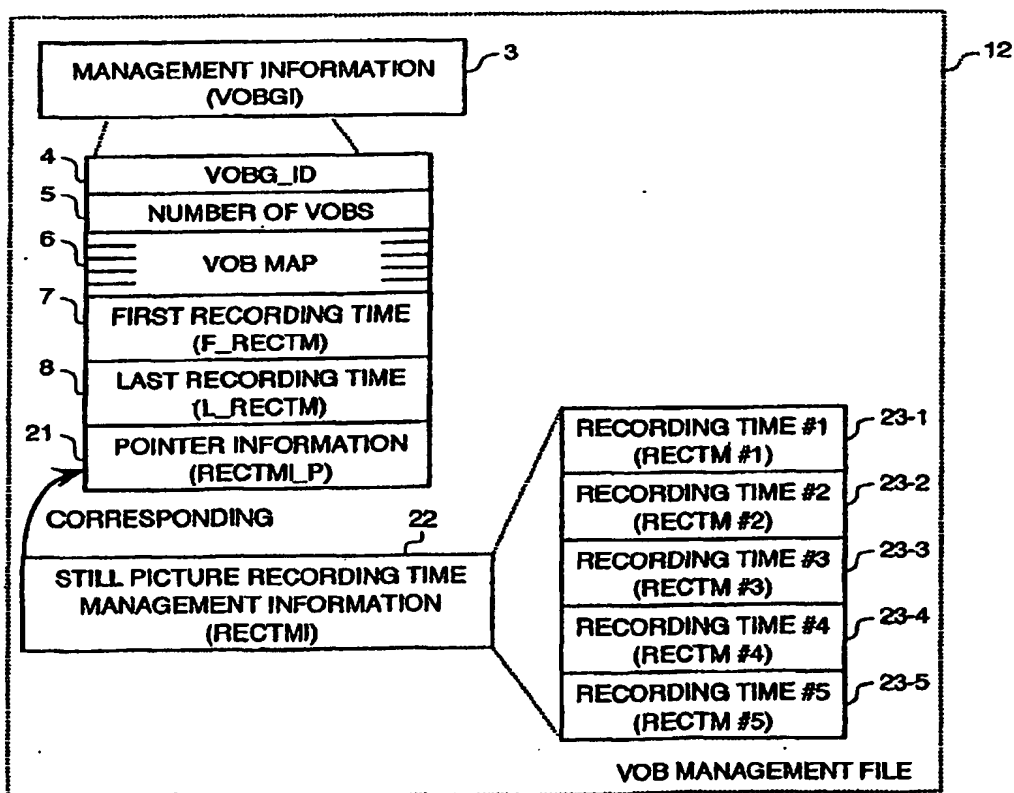 MANAGEMENT INFORMATION
(VOBGI)
3
12
4
VOBG_ID
5
NUMBER OF VOBS
6
VOB MAP
7
FIRST RECORDING TIME
(F_RECTM)
8
LAST RECORDING TIME
(L_RECTM)
21
POINTER INFORMATION
(RECTMI_P)
CORRESPONDING
22
STILL PICTURE RECORDING TIME
MANAGEMENT INFORMATION
(RECTMI)
RECORDING TIME #1
(RECTM #1)
23-1
RECORDING TIME #2
(RECTM #2)
23-2
RECORDING TIME #3
(RECTM #3)
23-3
RECORDING TIME #4
(RECTM #4)
23-4
RECORDING TIME #5
(RECTM #5)
23-5
VOB MANAGEMENT FILE